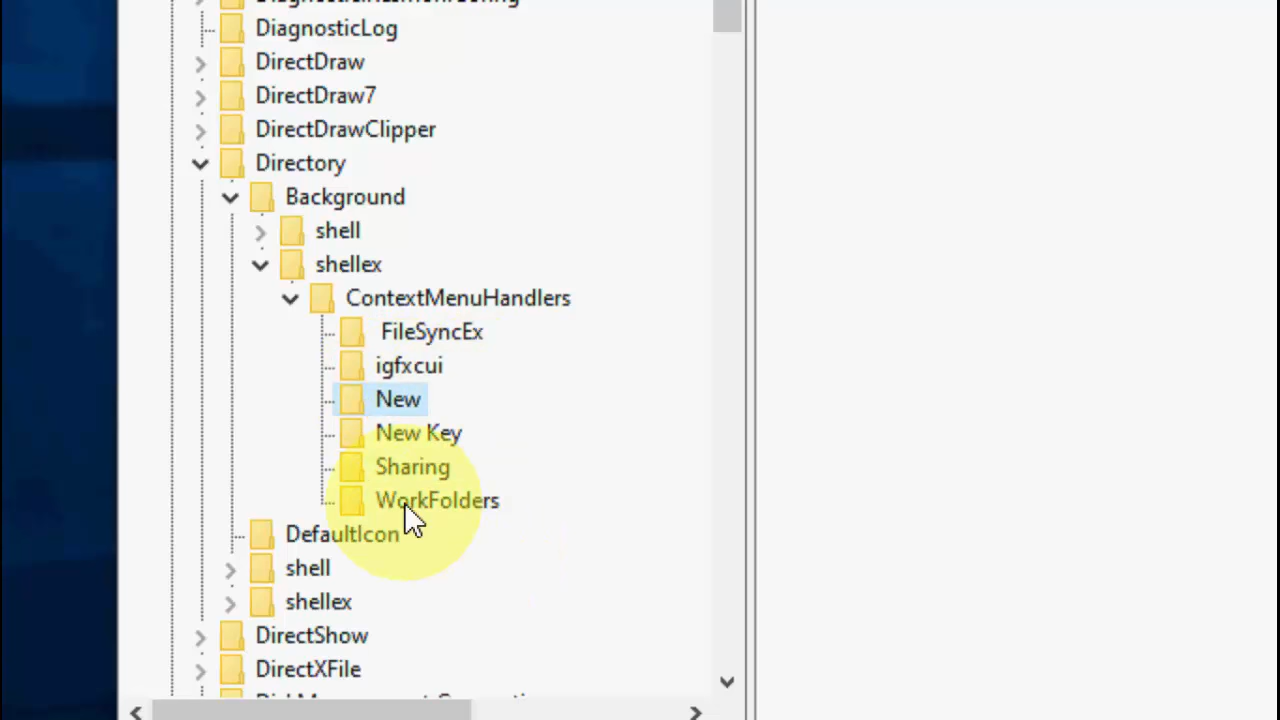 DiagnosticLog
DirectDraw
DirectDraw7
DirectDrawClipper
Directory
Background
shell
shellex
ContextMenuHandlers
FileSyncEx
igfxcui
New
New Key
Sharing
WorkFolders
DefaultIcon
shell
shellex
DirectShow
DirectXFile